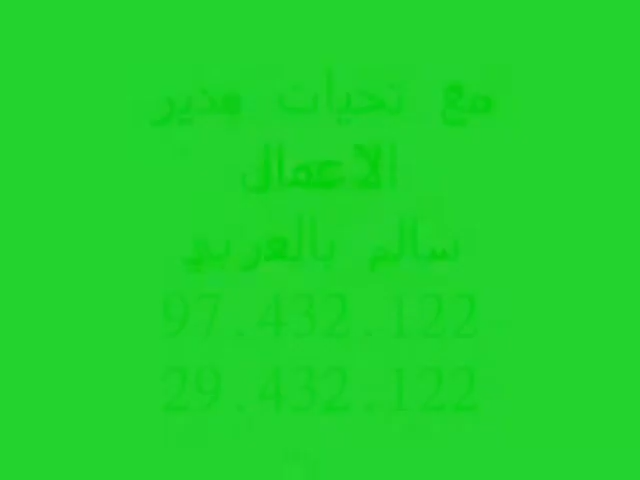 مع تحيات مدير
الاعمال
سالم بالعربي
97.432.122
29.432.122